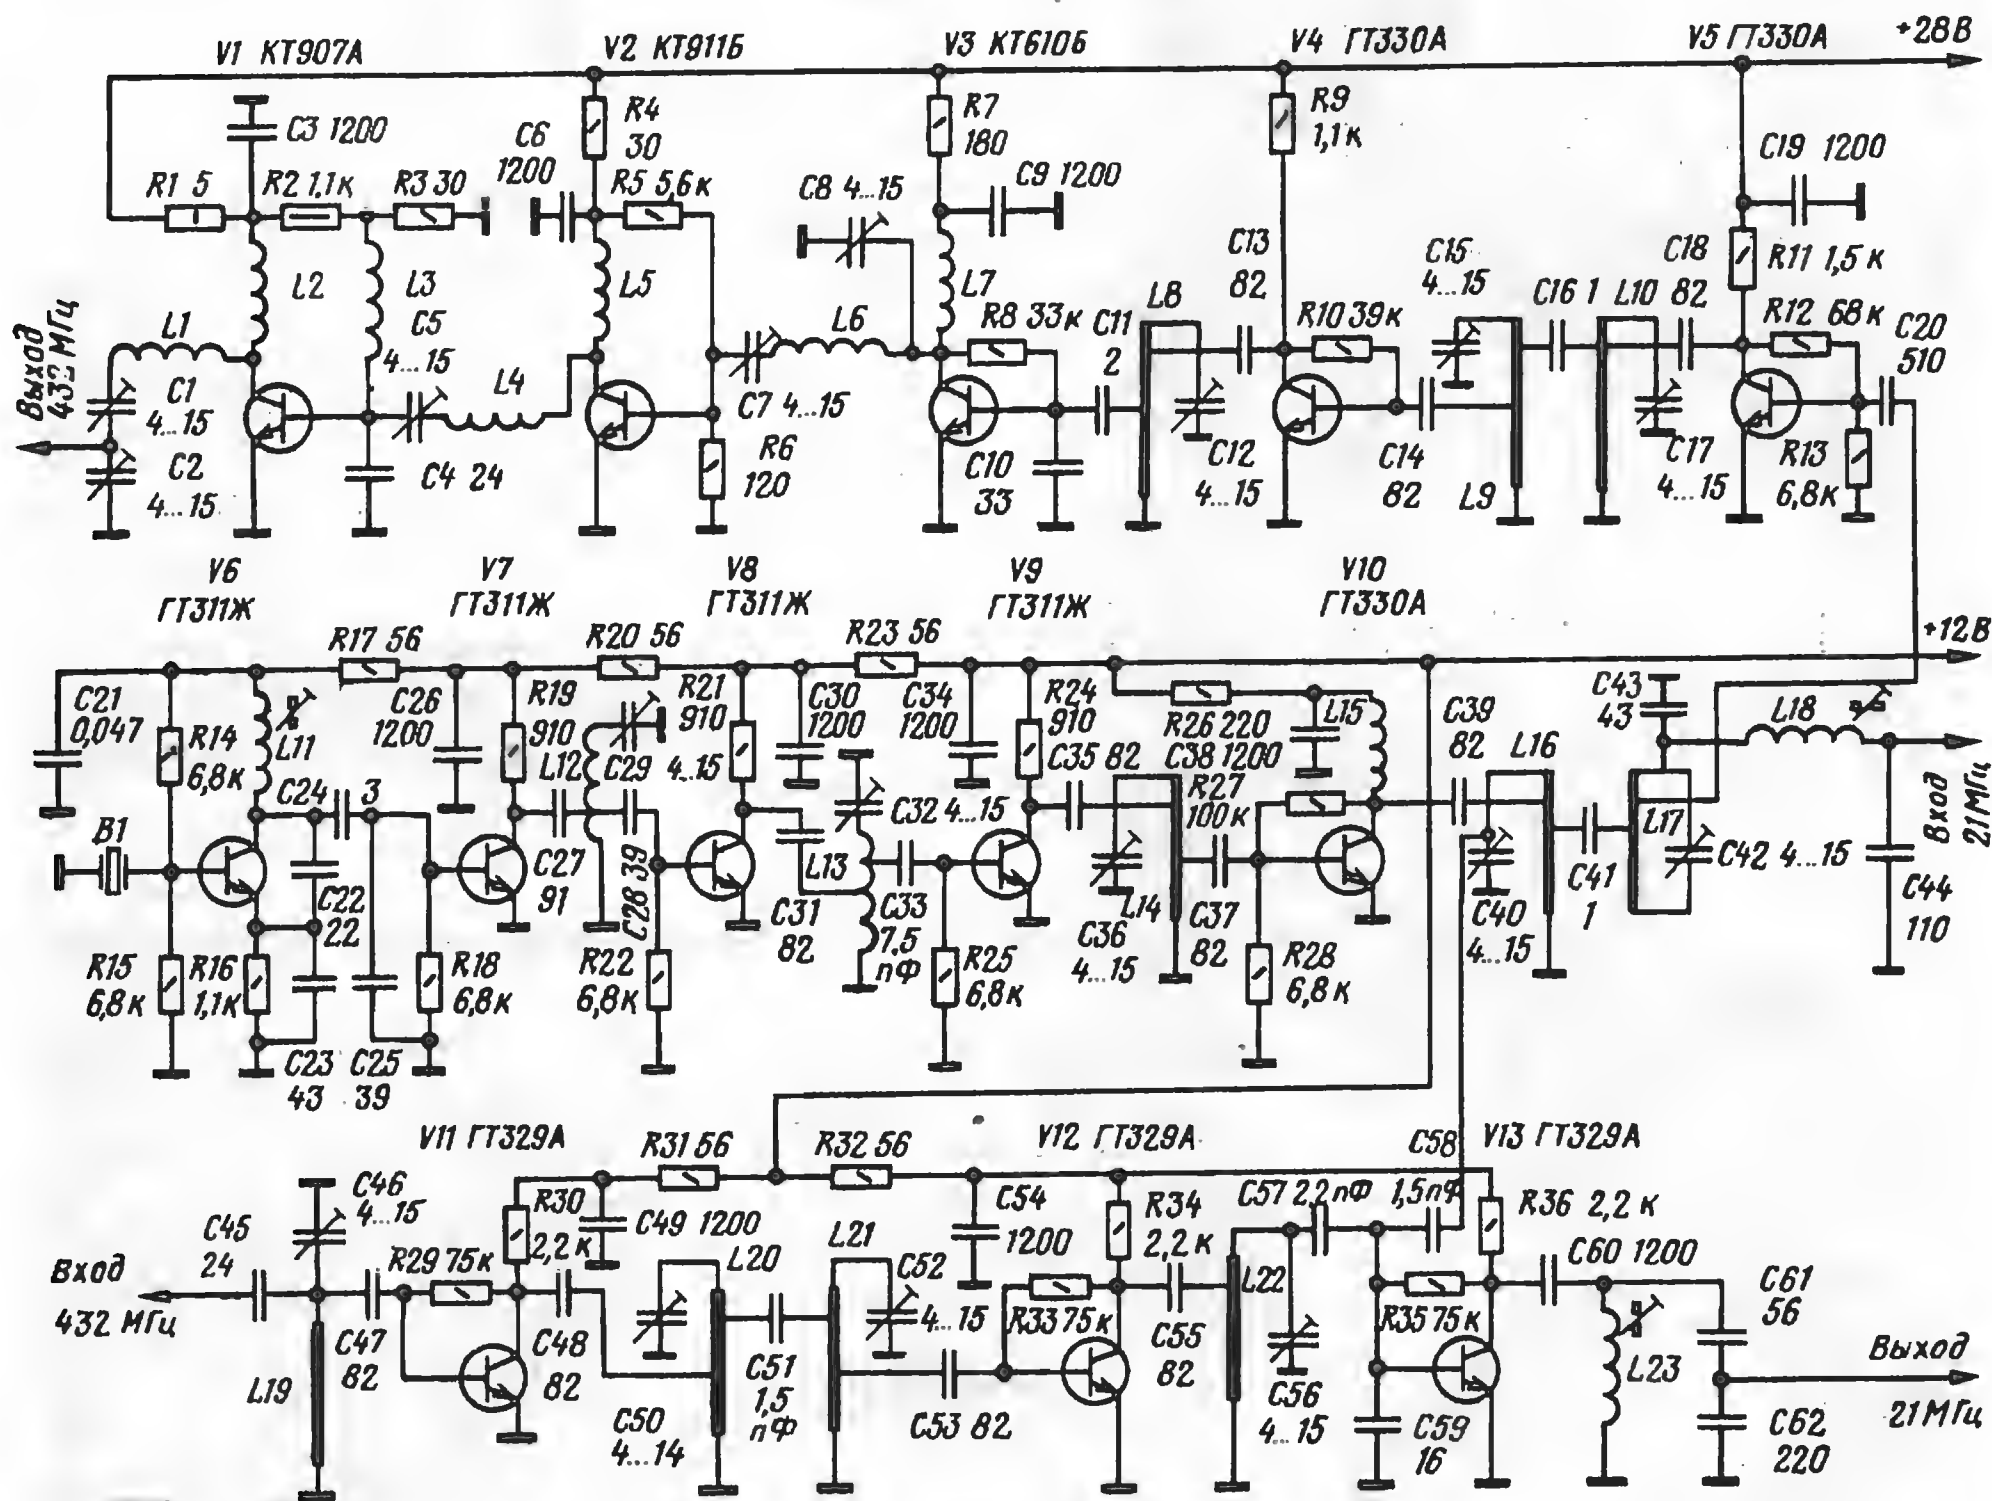 V1 КТ907А
V2 КТ911Б
V3 КТ610Б
V4 ГТ330А
V5 ГТ330А
+28В
C3 1200
R4
30
C6
1200
R7
180
R9
1,1к
C19 1200
R1 5
R2 1,1к
R3 30
R5 5,6к
C8 4...15
C9 1200
C13
82
C15
4...15
C16 1
L10
C18
82
R11 1,5к
L2
L3
L5
L7
L8
R12 68к
C20
510
Выход
432 МГц
L1
C5
4...15
L6
R8 33к
C11
2
R10 39к
C1
4...15
L4
C7 4...15
C2
4...15
C4 24
R6
120
C10
33
C12
4...15
C14
82
L9
C17
4...15
R13
6,8к
V6
ГТ311Ж
V7
ГТ311Ж
V8
ГТ311Ж
V9
ГТ311Ж
V10
ГТ330А
+12В
R17 56
R20 56
R23 56
C21
0,047
R14
6,8к
L11
C26
1200
R19
910
L12
C29
4...15
R21
910
C30
1200
C34
1200
R24
910
R26 220
L15
C38 1200
C39
82
L16
C43
43
L18
C24
3
C35 82
R27
100к
C32 4...15
B1
C27
91
C28 39
L13
C31
82
C33
7,5
пФ
L14
C36
4...15
C37
82
C40
4...15
C41
1
L17
C42 4...15
Вход
21МГц
C44
110
C22
22
R15
6,8к
R16
1,1к
R18
6,8к
R22
6,8к
R25
6,8к
R28
6,8к
C23
43
C25
39
V11 ГТ329А
R31 56
R32 56
V12 ГТ329А
C58
1,5пФ
V13 ГТ329А
C45
24
C46
4...15
R30
2,2к
C49 1200
L20
L21
C54
1200
R34
2,2к
C57 2,2пФ
R36 2,2к
Вход
432 МГц
R29 75к
C52
4...15
R33 75к
L22
C60 1200
C61
56
L19
C47
82
C48
82
C50
4...14
C51
1,5
пФ
C53 82
C55
82
C56
4...15
R35 75к
C59
16
L23
Выход
21МГц
C62
220